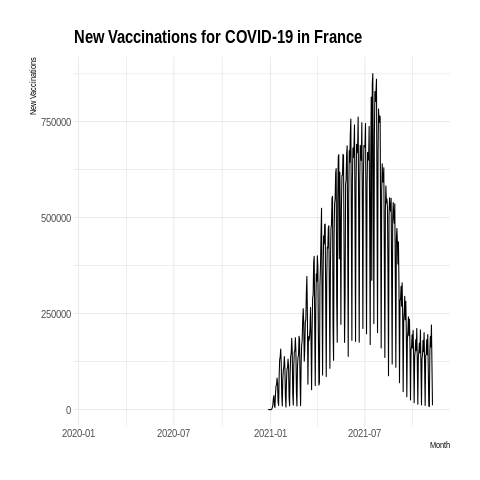 New Vaccinations for COVID-19 in France
New Vaccinations
750000
500000
250000
0
2020-01 2020-07 2021-01 2021-07
Month